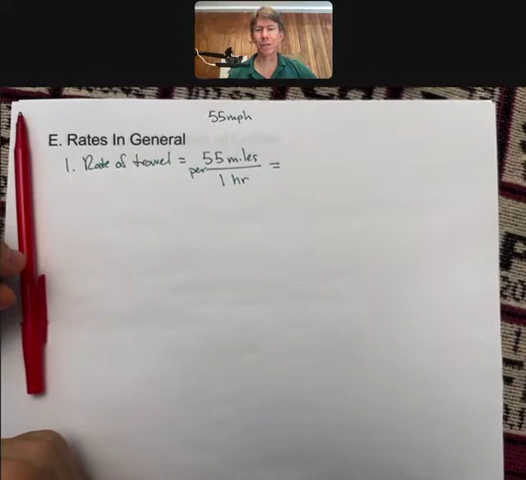 55mph
E. Rates In General
1. Rate of travel = 55 miles =
per
1 hr